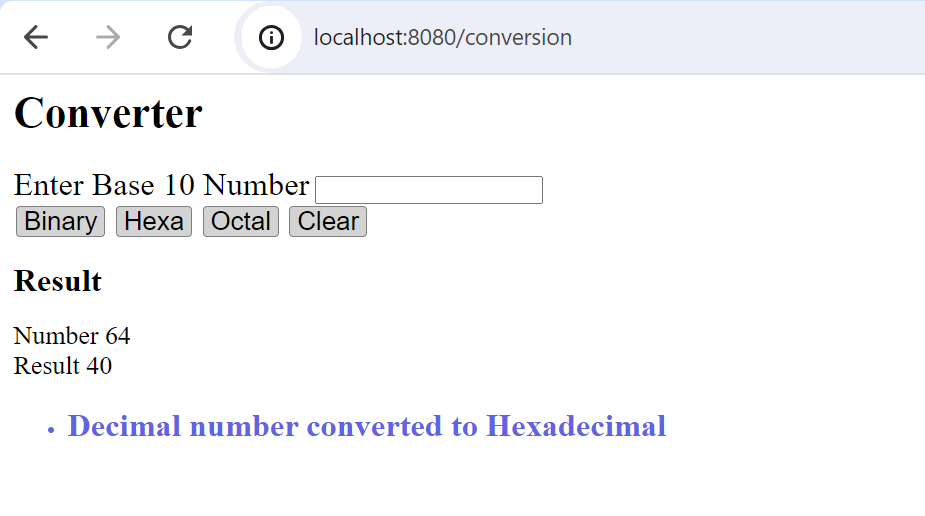 localhost:8080/conversion
Converter
Enter Base 10 Number
Binary Hexa Octal Clear
Result
Number 64
Result 40
• Decimal number converted to Hexadecimal